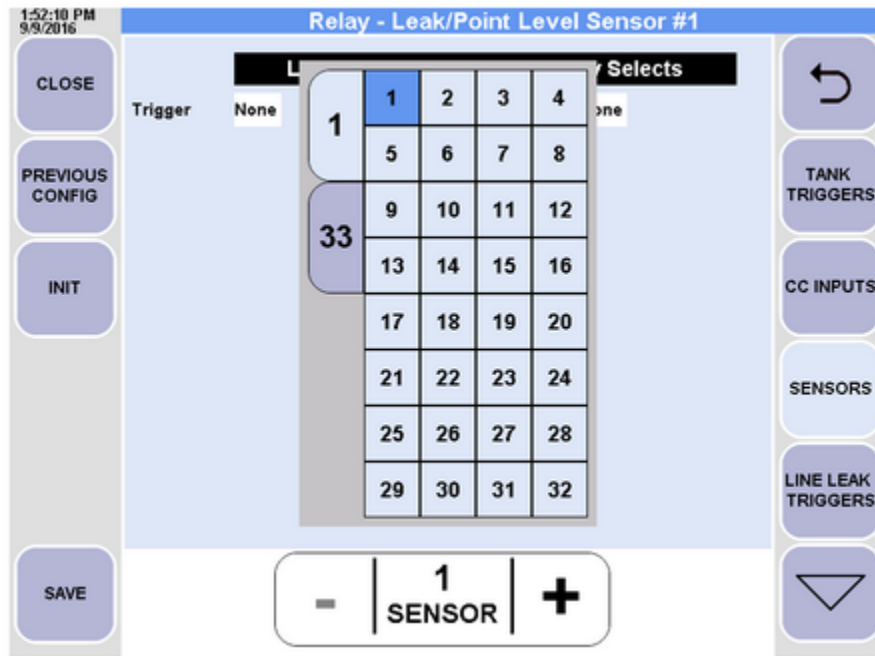 1:52:10 PM
9/9/2016
Relay - Leak/Point Level Sensor #1
CLOSE
PREVIOUS
CONFIG
INIT
SAVE
Selects
Trigger None
1
33
1 2 3 4
5 6 7 8
9 10 11 12
13 14 15 16
17 18 19 20
21 22 23 24
25 26 27 28
29 30 31 32
- 1 +
SENSOR
TANK
TRIGGERS
CC INPUTS
SENSORS
LINE LEAK
TRIGGERS